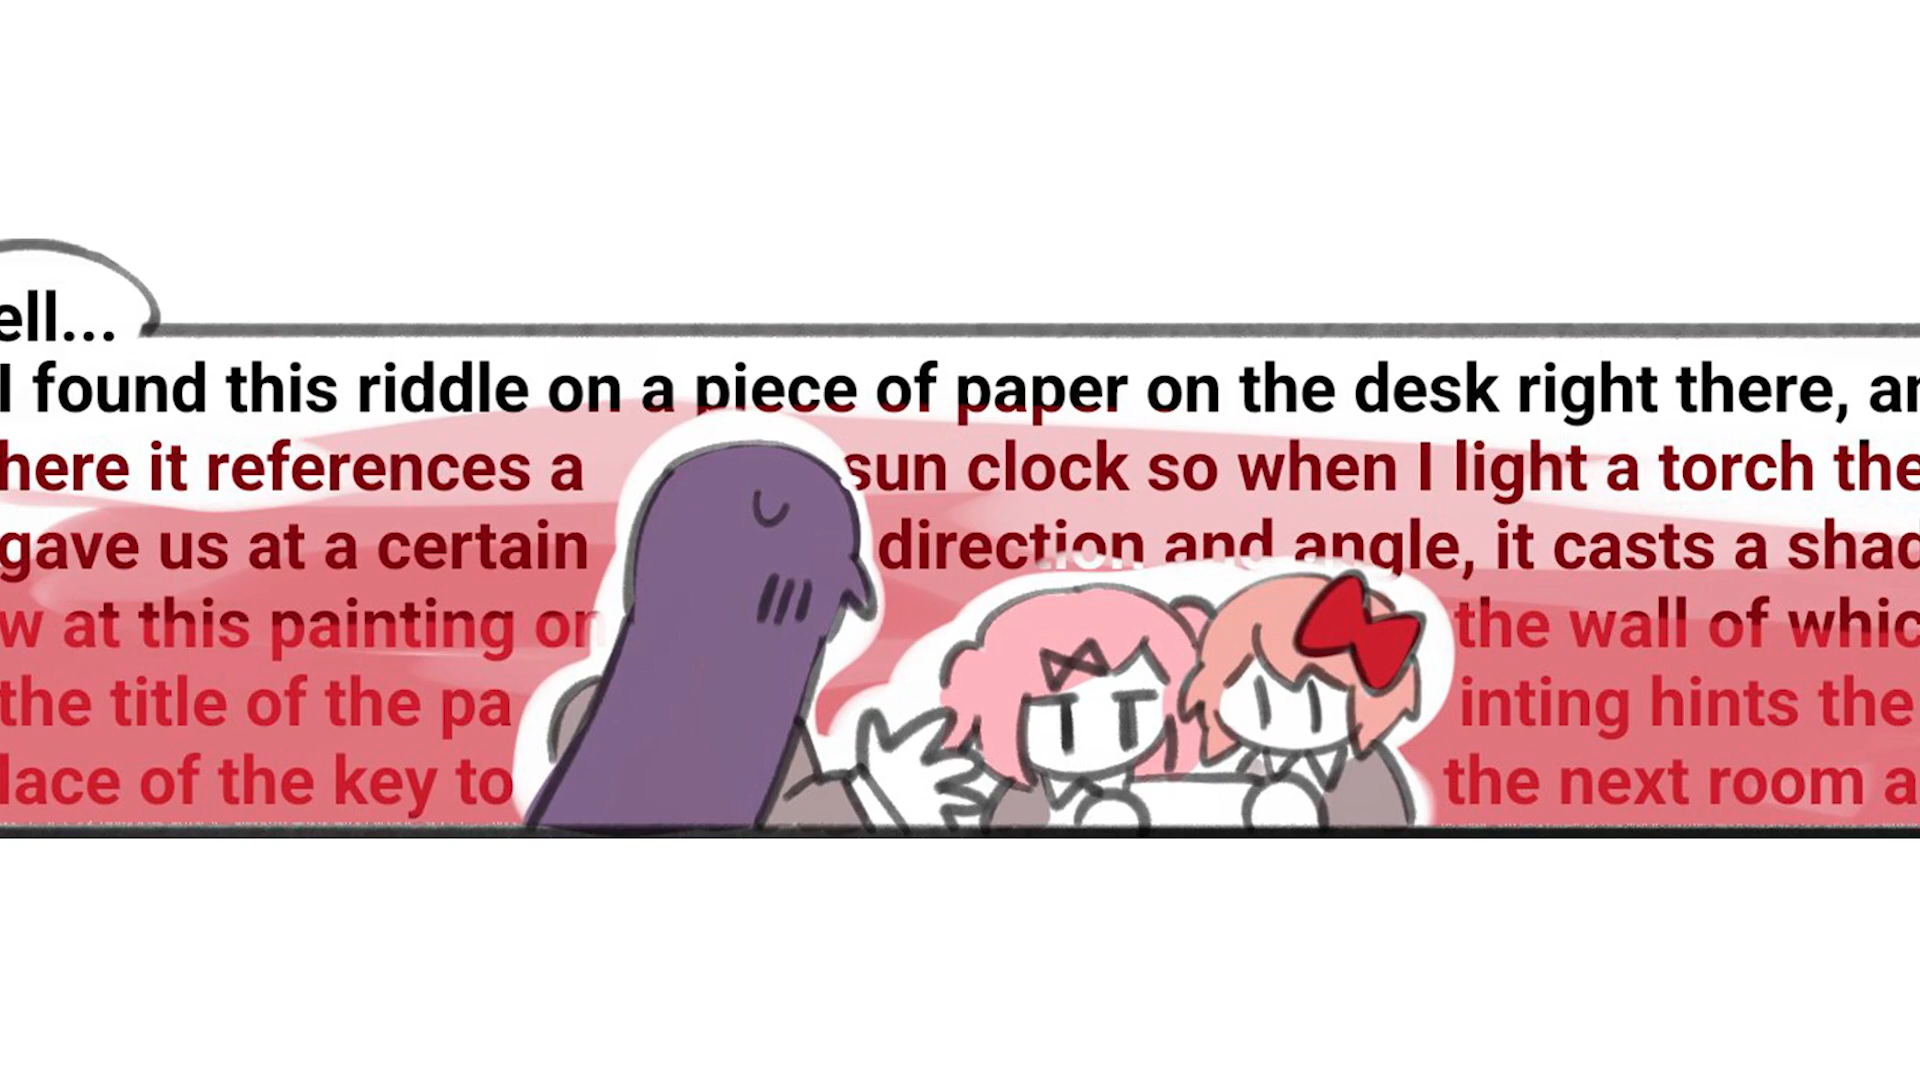 ell...
I found this riddle on a piece of paper on the desk right there, an
here it references a sun clock so when I light a torch the
gave us at a certain direction and angle, it casts a shad
w at this painting on the wall of whic
the title of the pa inting hints the
lace of the key to the next room a